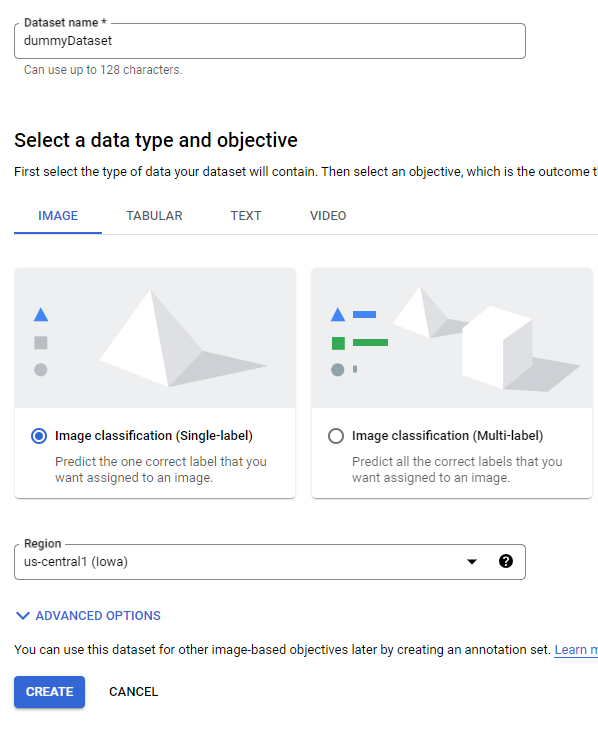 Dataset name *
dummyDataset
Can use up to 128 characters.
Select a data type and objective
First select the type of data your dataset will contain. Then select an objective, which is the outcome t
IMAGE TABULAR TEXT VIDEO
Image classification (Single-label)
Predict the one correct label that you
want assigned to an image.
Image classification (Multi-label)
Predict all the correct labels that you
want assigned to an image.
Region
us-central1 (Iowa)
ADVANCED OPTIONS
You can use this dataset for other image-based objectives later by creating an annotation set. Learn m
CREATE CANCEL